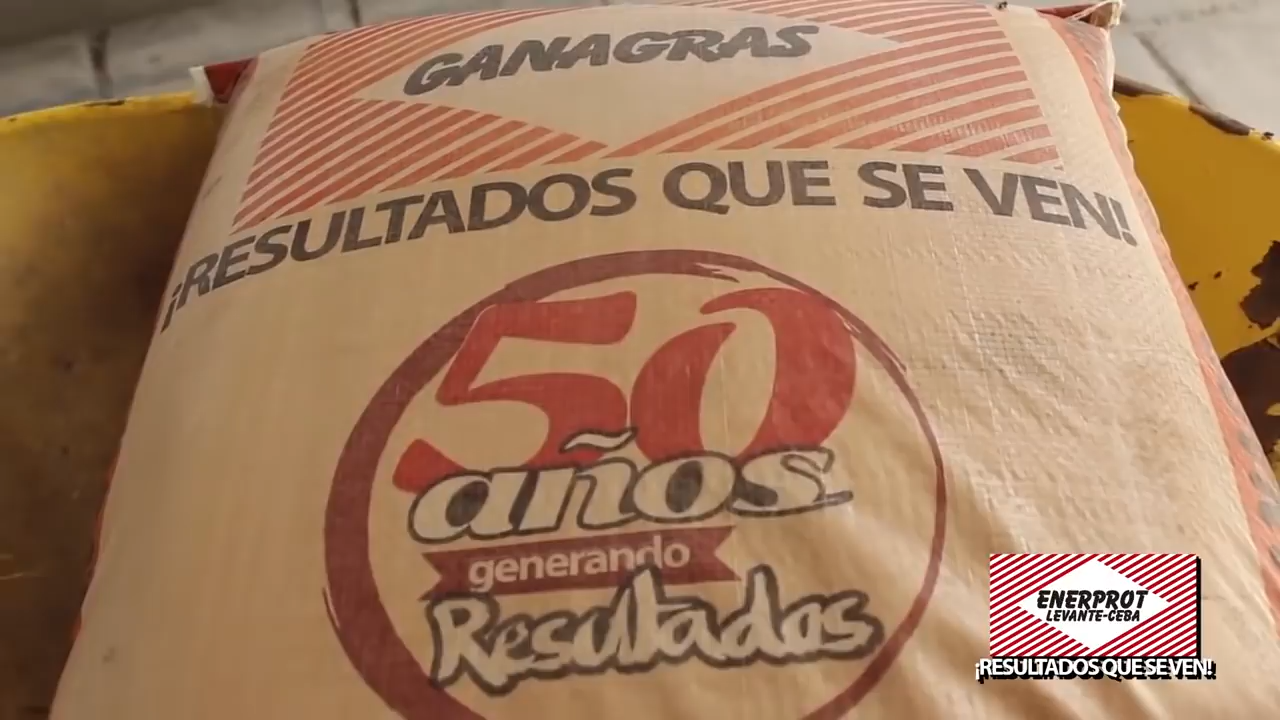 GANAGRAS
¡RESULTADOS QUE SE VEN!
50
años
generando
Resultados
ENERPROT
LEVANTE-CEBA
¡RESULTADOS QUE SE VEN!